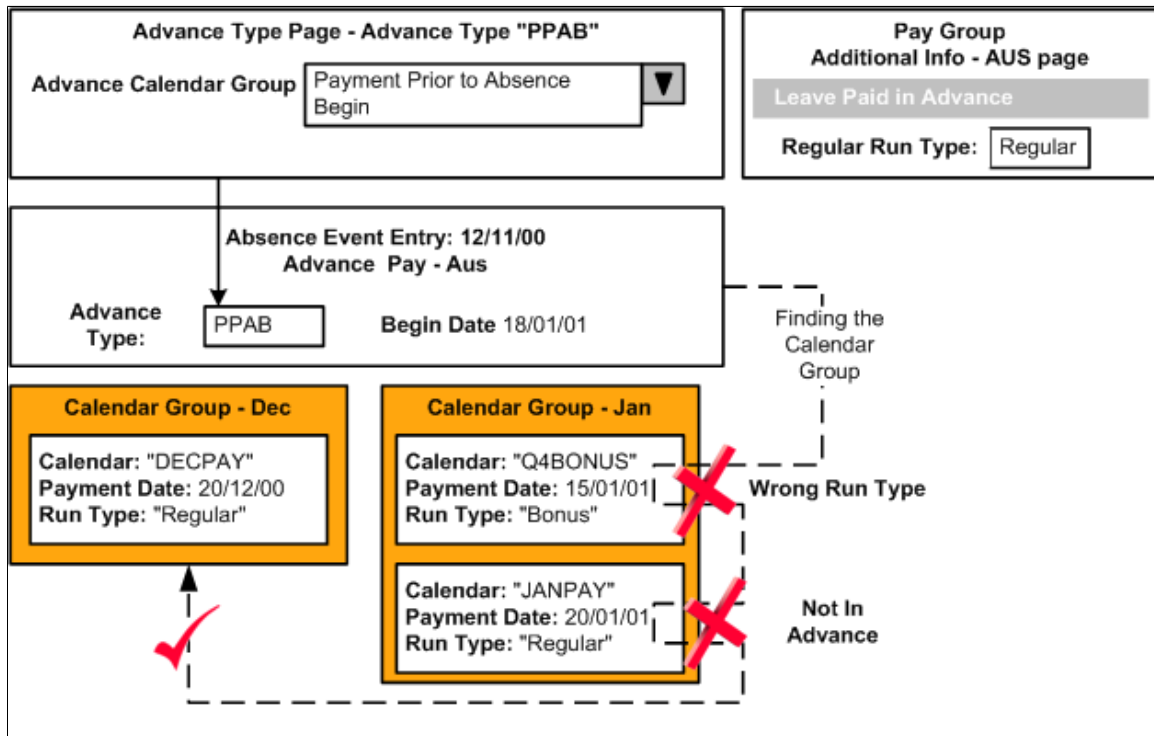 Advance Type Page - Advance Type "PPAB"
Advance Calendar Group
Payment Prior to Absence
Begin
Pay Group
Additional Info - AUS page
Leave Paid in Advance
Regular Run Type: Regular
Absence Event Entry: 12/11/00
Advance Pay - Aus
Advance
Type:
PPAB
Begin Date 18/01/01
Finding the
Calendar
Group
Calendar Group - Dec
Calendar: "DECPAY"
Payment Date: 20/12/00
Run Type: "Regular"
Calendar Group - Jan
Calendar: "Q4BONUS"
Payment Date: 15/01/01
Run Type: "Bonus"
Wrong Run Type
Calendar: "JANPAY"
Payment Date: 20/01/01
Run Type: "Regular"
Not In
Advance